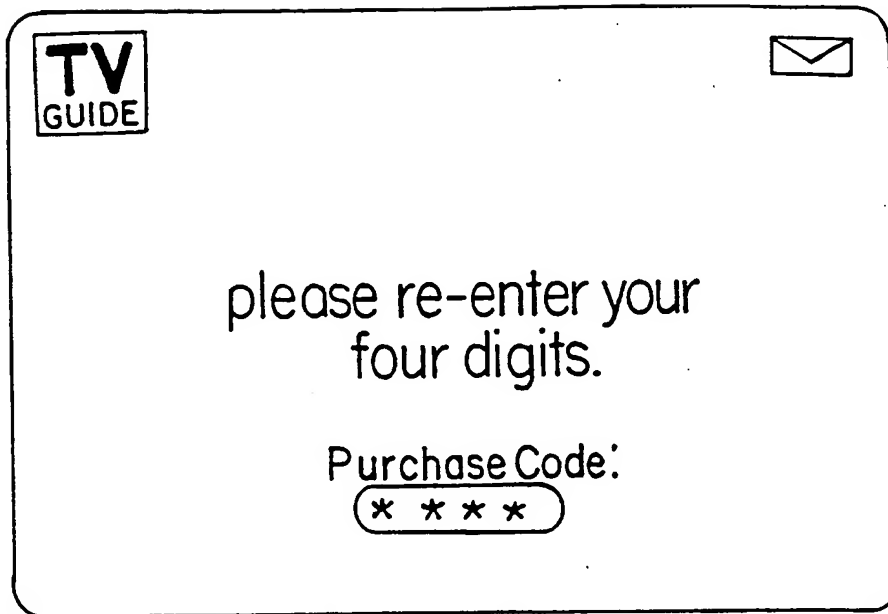 TV
GUIDE
please re-enter your
four digits.
Purchase Code:
* * * *